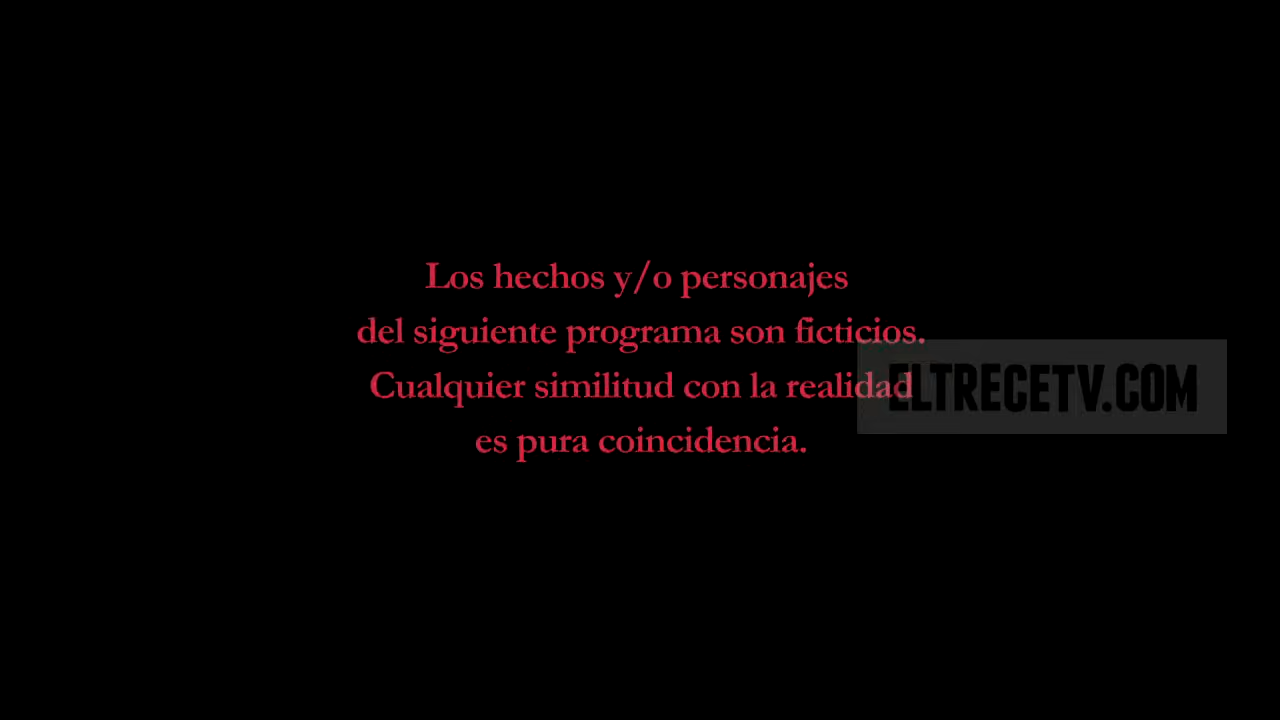 Los hechos y/o personajes
del siguiente programa son ficticios.
Cualquier similitud con la realidad
es pura coincidencia.
ELTRECETV.COM